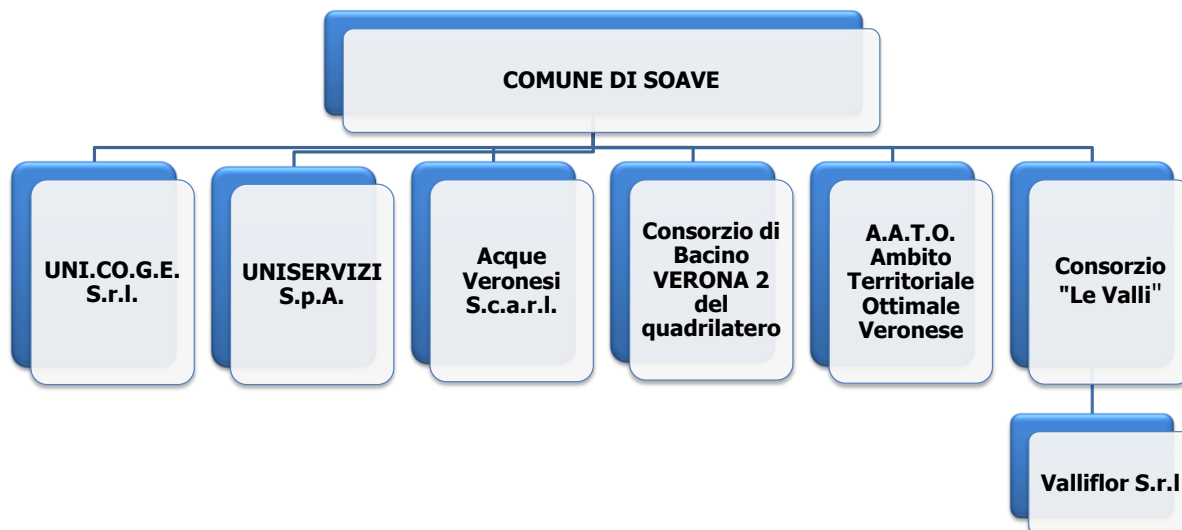 COMUNE DI SOAVE
UNI.CO.G.E.
S.r.l.
UNISERVIZI
S.p.A.
Acque
Veronesi
S.c.a.r.l.
Consorzio di
Bacino
VERONA 2
del
quadrilatero
A.A.T.O.
Ambito
Territoriale
Ottimale
Veronese
Consorzio
"Le Valli"
Valliflor S.r.l